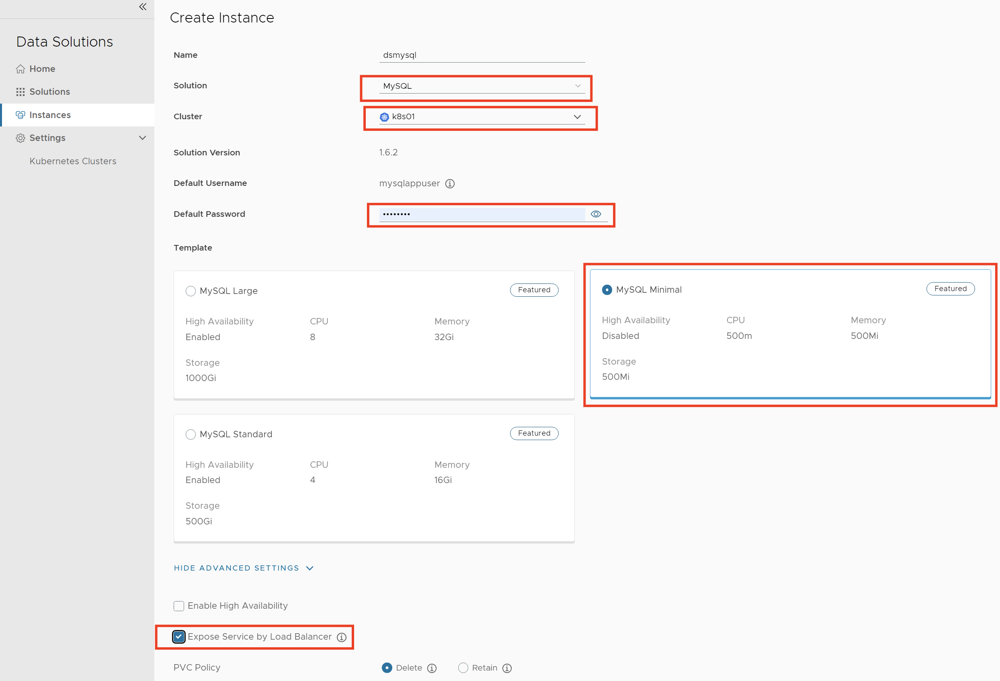 Create Instance
Data Solutions
Home
Solutions
Instances
Settings
Kubernetes Clusters
Name
dsmysql
Solution
MySQL
Cluster
k8s01
Solution Version
1.6.2
Default Username
mysqlappuser
Default Password
••••••••
Template
MySQL Large
Featured
High Availability
CPU
Memory
Enabled
8
32Gi
Storage
1000Gi
MySQL Minimal
Featured
High Availability
CPU
Memory
Disabled
500m
500Mi
Storage
500Mi
MySQL Standard
Featured
High Availability
CPU
Memory
Enabled
4
16Gi
Storage
500Gi
HIDE ADVANCED SETTINGS
Enable High Availability
Expose Service by Load Balancer
PVC Policy
Delete
Retain